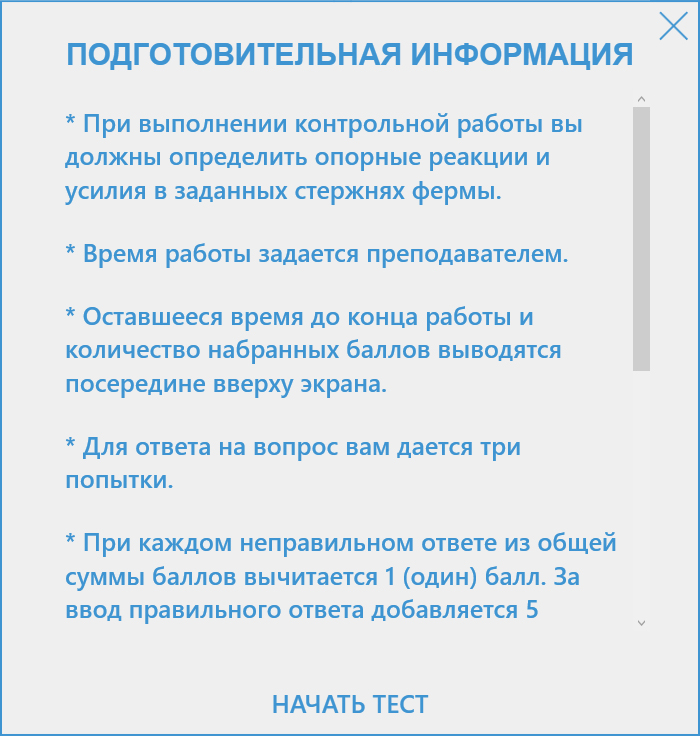 ПОДГОТОВИТЕЛЬНАЯ ИНФОРМАЦИЯ
* При выполнении контрольной работы вы
должны определить опорные реакции и
усилия в заданных стержнях фермы.
* Время работы задается преподавателем.
* Оставшееся время до конца работы и
количество набранных баллов выводятся
посередине вверху экрана.
* Для ответа на вопрос вам дается три
попытки.
* При каждом неправильном ответе из общей
суммы баллов вычитается 1 (один) балл. За
ввод правильного ответа добавляется 5
НАЧАТЬ ТЕСТ